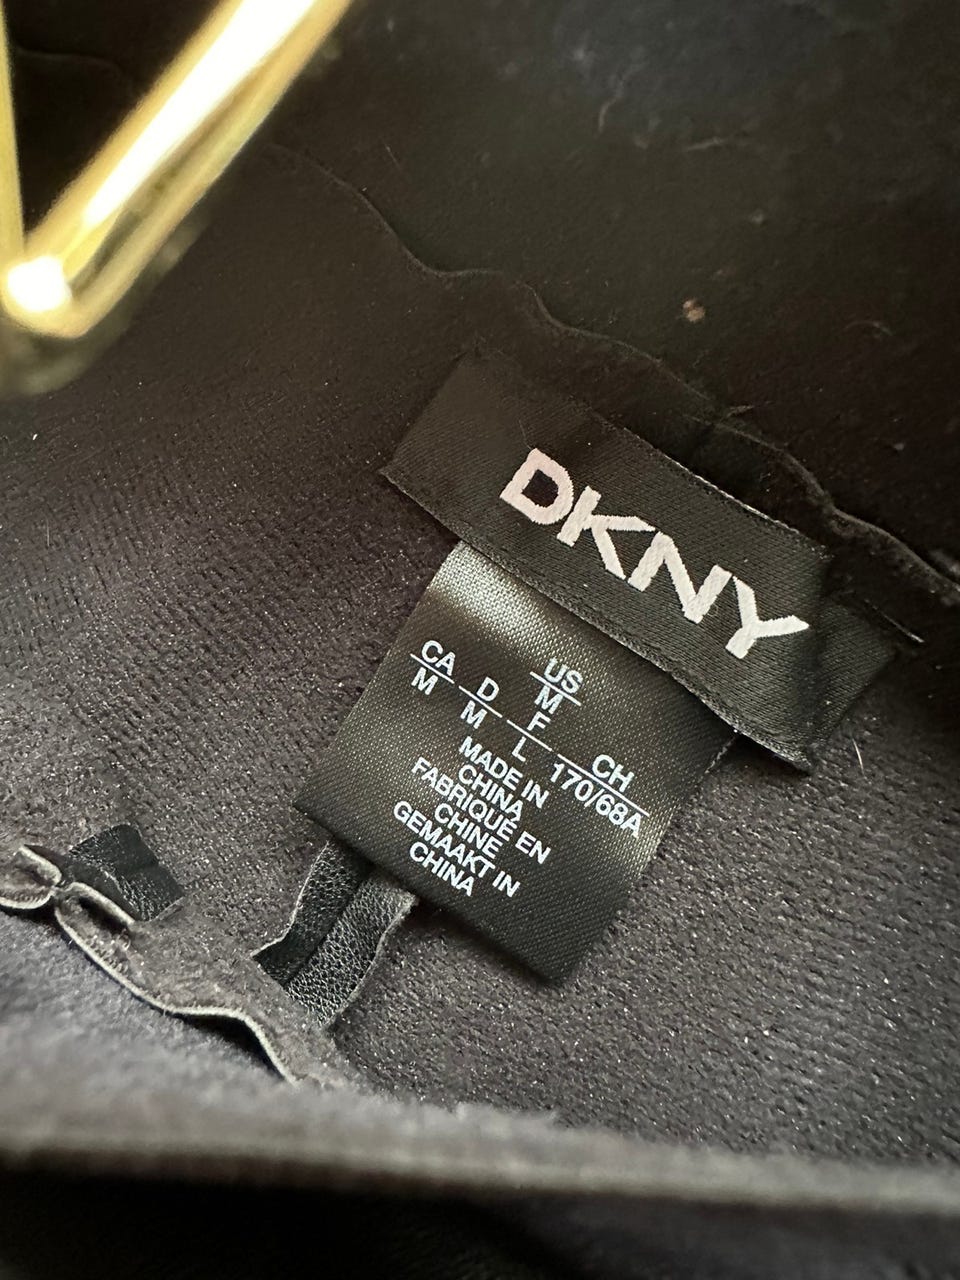 DKNY
US
M
CA D F CH
M M L 170/68A
MADE IN
CHINA
FABRIQUÉ EN
CHINE
GEMAAKT IN
CHINA